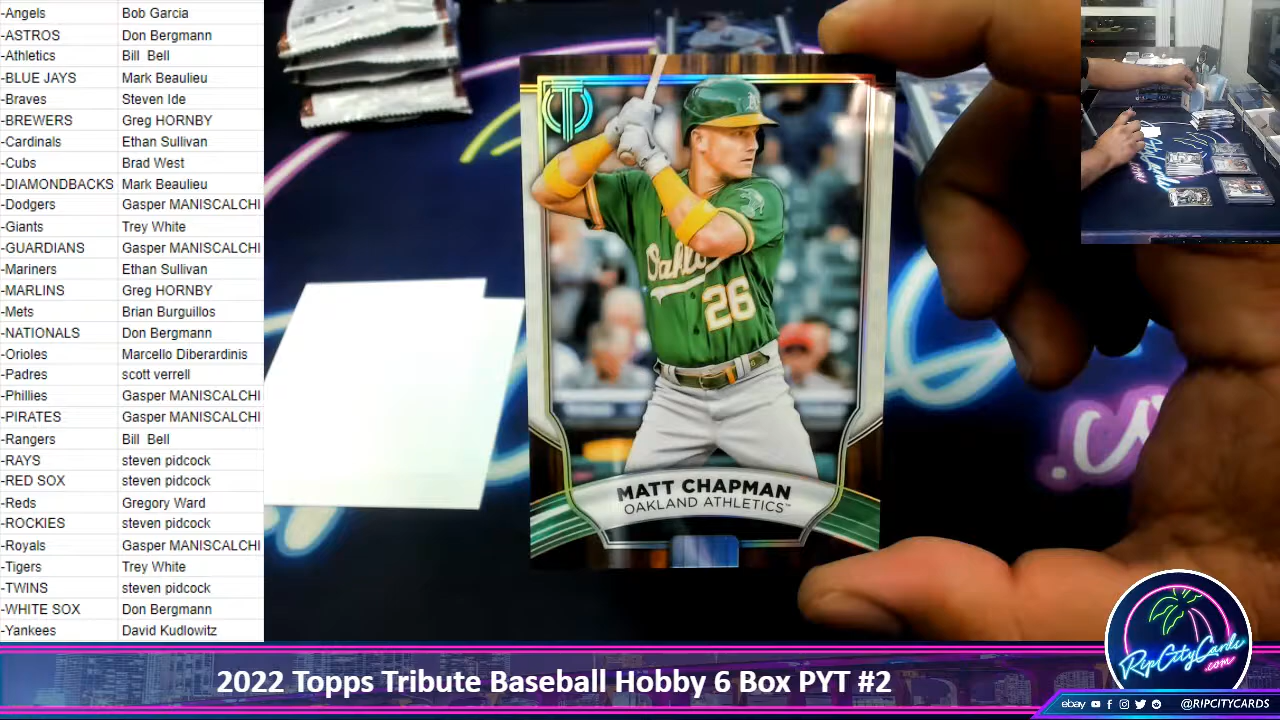 -Angels Bob Garcia
-ASTROS Don Bergmann
-Athletics Bill Bell
-BLUE JAYS Mark Beaulieu
-Braves Steven Ide
-BREWERS Greg HORNBY
-Cardinals Ethan Sullivan
-Cubs Brad West
-DIAMONDBACKS Mark Beaulieu
-Dodgers Gasper MANISCALCHI
-Giants Trey White
-GUARDIANS Gasper MANISCALCHI
-Mariners Ethan Sullivan
-MARLINS Greg HORNBY
-Mets Brian Burguillos
-NATIONALS Don Bergmann
-Orioles Marcello Diberardinis
-Padres scott verrell
-Phillies Gasper MANISCALCHI
-PIRATES Gasper MANISCALCHI
-Rangers Bill Bell
-RAYS steven pidcock
-RED SOX steven pidcock
-Reds Gregory Ward
-ROCKIES steven pidcock
-Royals Gasper MANISCALCHI
-Tigers Trey White
-TWINS steven pidcock
-WHITE SOX Don Bergmann
-Yankees David Kudlowitz
26
MATT CHAPMAN
OAKLAND ATHLETICS™
RipCityCards
.com
2022 Topps Tribute Baseball Hobby 6 Box PYT #2
ebay @RIPCITYCARDS